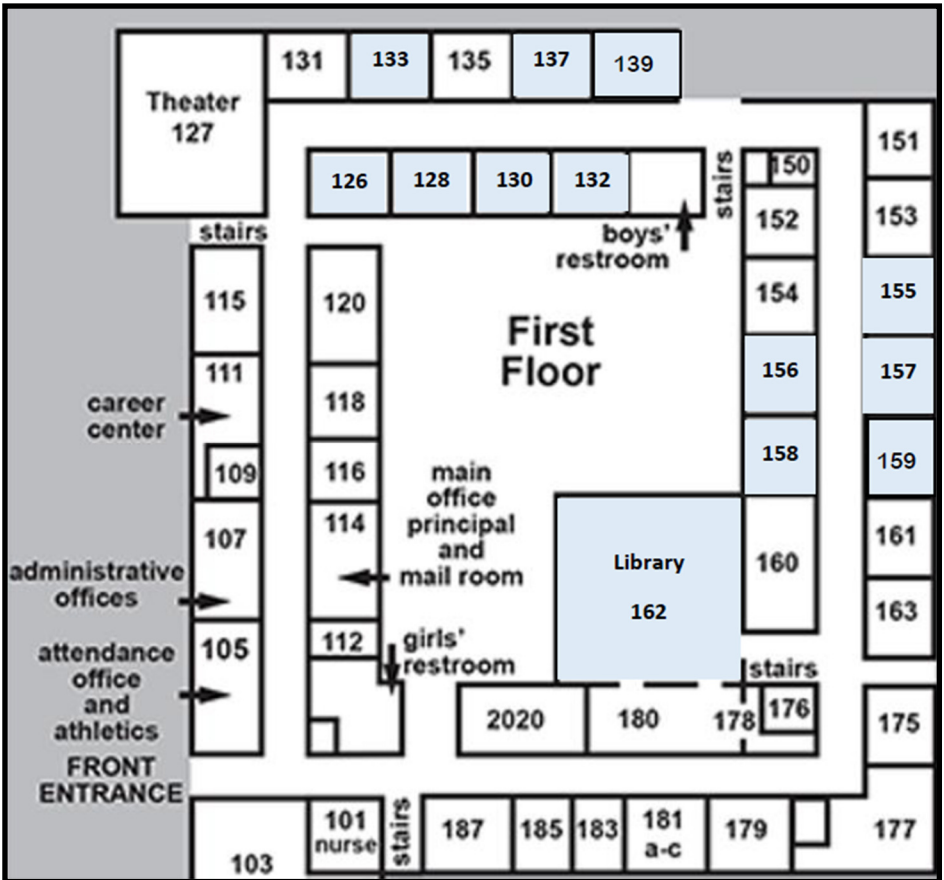 131
133
135
137
139
Theater
127
151
126
128
130
132
stairs
150
152
153
boys’
restroom
stairs
115
120
154
155
First
Floor
111
career
center
118
156
157
109
116
main
office
principal
and
mail room
158
159
107
114
administrative
offices
Library
162
160
161
163
105
112
girls’
restroom
attendance
office
and
athletics
stairs
2020
180
178
176
175
FRONT
ENTRANCE
103
101
nurse
stairs
187
185
183
181
a-c
179
177